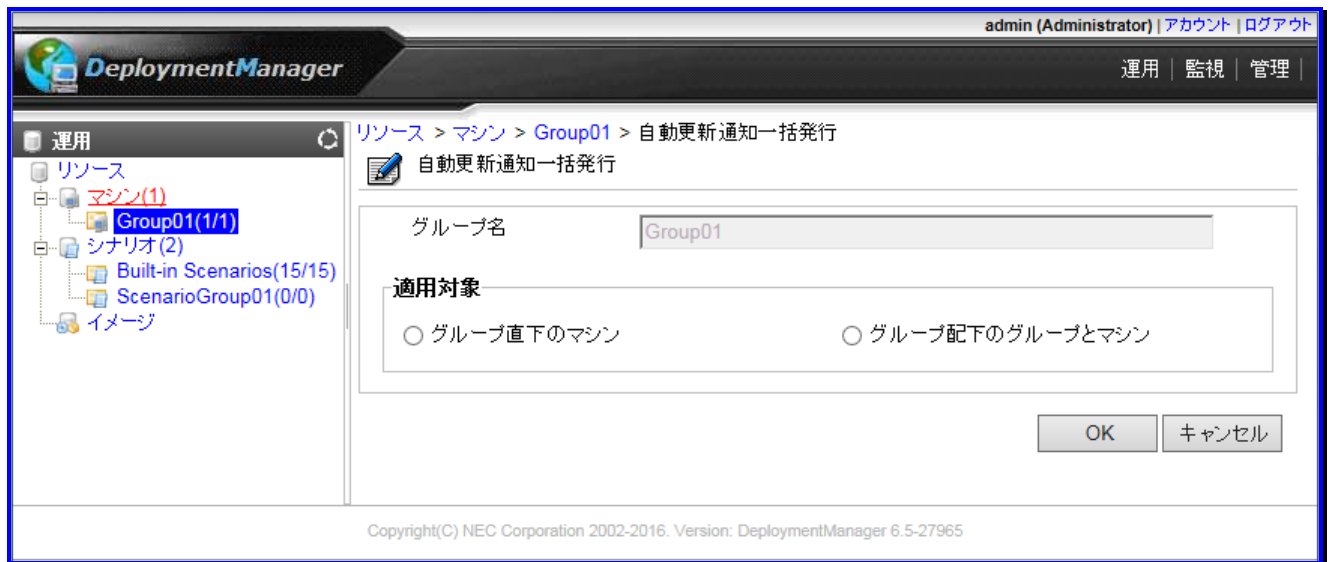 admin (Administrator) | アカウント | ログアウト
DeploymentManager
運用 | 監視 | 管理 |
運用
リソース > マシン > Group01 > 自動更新通知一括発行
自動更新通知一括発行
リソース
マシン(1)
Group01(1/1)
シナリオ(2)
Built-in Scenarios(15/15)
ScenarioGroup01(0/0)
イメージ
グループ名
Group01
適用対象
グループ直下のマシン
グループ配下のグループとマシン
OK
キャンセル
Copyright(C) NEC Corporation 2002-2016. Version: DeploymentManager 6.5-27965